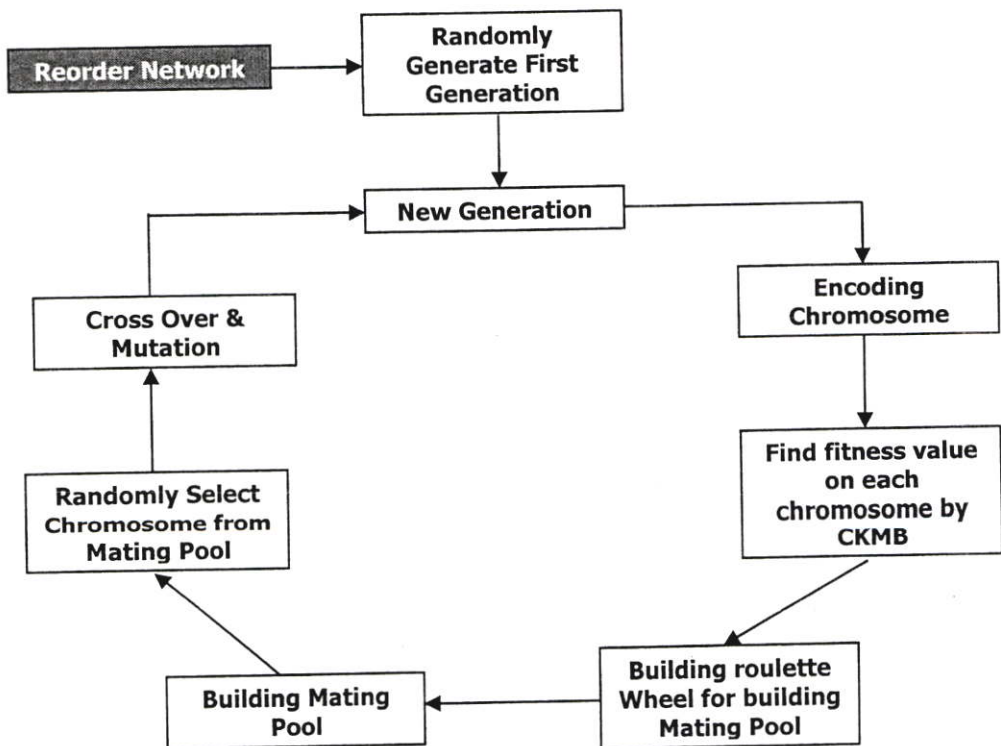 Reorder Network
Randomly
Generate First
Generation
New Generation
Encoding
Chromosome
Find fitness value
on each
chromosome by
CKMB
Building roulette
Wheel for building
Mating Pool
Building Mating
Pool
Randomly Select
Chromosome from
Mating Pool
Cross Over &
Mutation